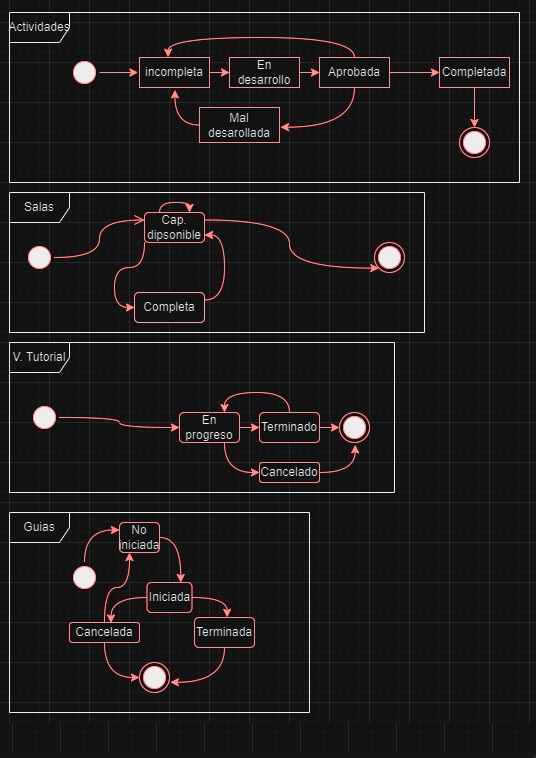 Actividades
incompleta
En
desarrollo
Aprobada
Completada
Mal
desarollada
Salas
Cap.
dipsonible
Completa
V. Tutorial
En
progreso
Terminado
Cancelado
Guias
No
iniciada
Iniciada
Cancelada
Terminada